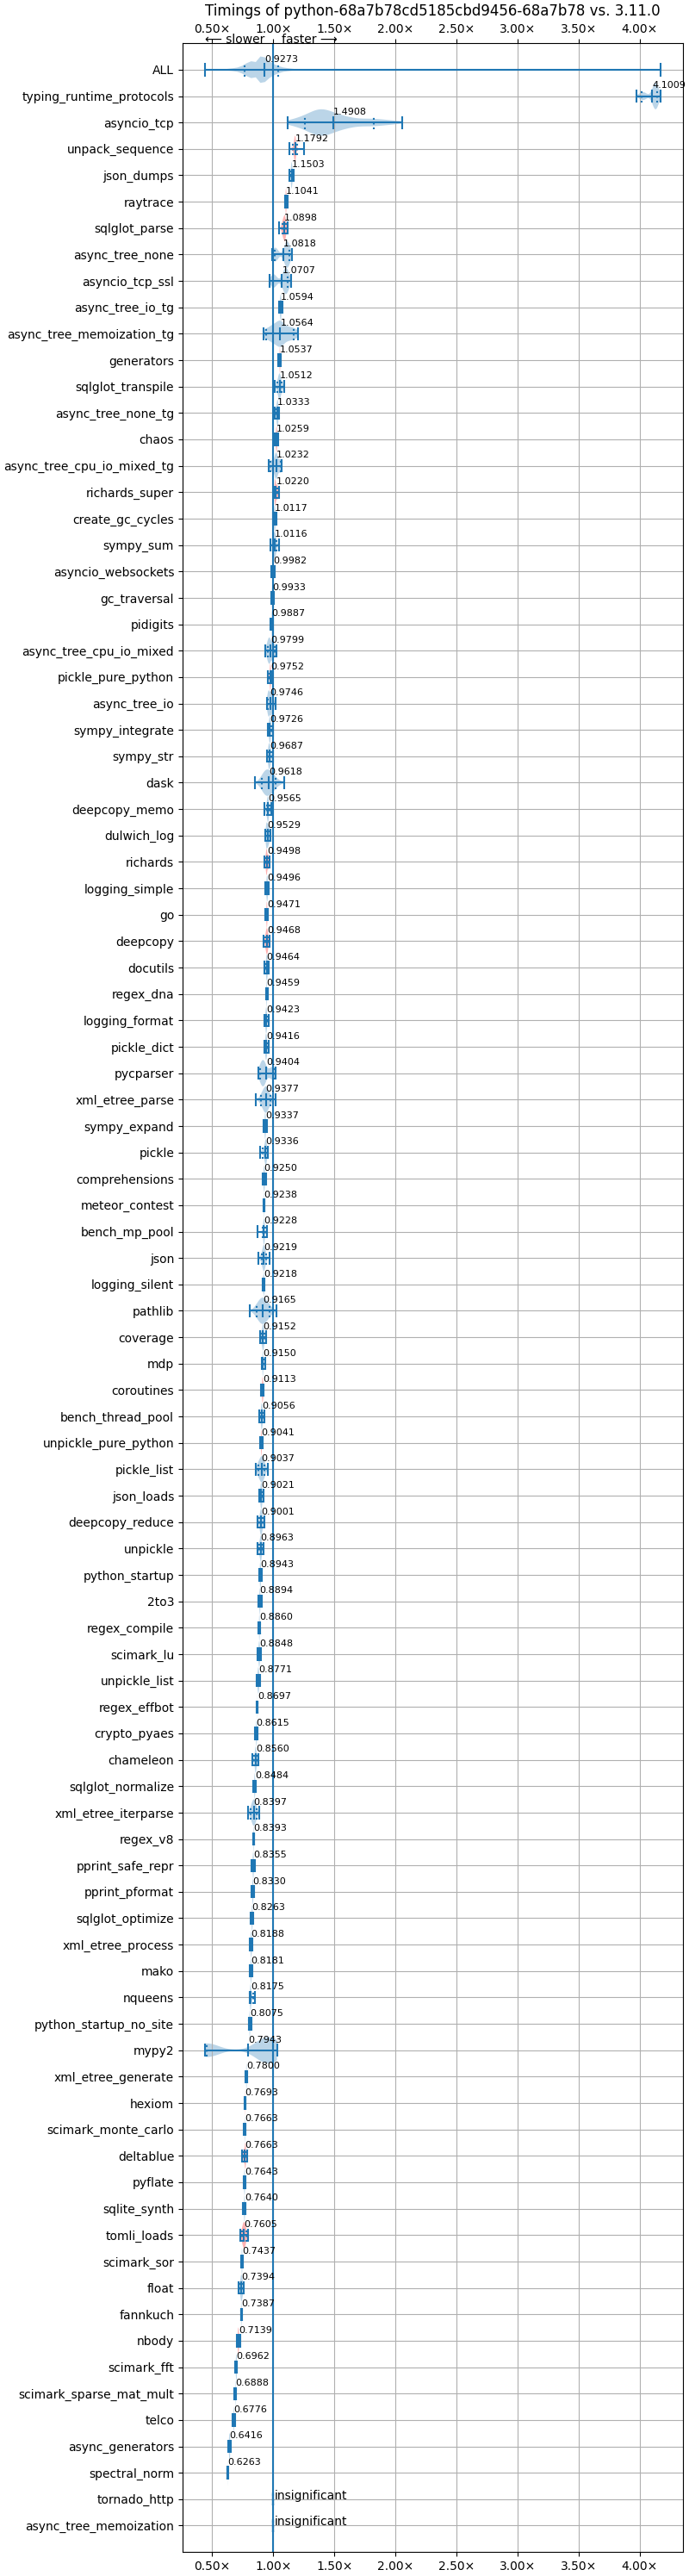 Timings of python-68a7b78cd5185cbd9456-68a7b78 vs. 3.11.0
0.50× 1.00× 1.50× 2.00× 2.50× 3.00× 3.50× 4.00×
⟵ slower faster ⟶
ALL 0.9273
typing_runtime_protocols 4.1009
asyncio_tcp 1.4908
unpack_sequence 1.1792
json_dumps 1.1503
raytrace 1.1041
sqlglot_parse 1.0898
async_tree_none 1.0818
asyncio_tcp_ssl 1.0707
async_tree_io_tg 1.0594
async_tree_memoization_tg 1.0564
generators 1.0537
sqlglot_transpile 1.0512
async_tree_none_tg 1.0333
chaos 1.0259
async_tree_cpu_io_mixed_tg 1.0232
richards_super 1.0220
create_gc_cycles 1.0117
sympy_sum 1.0116
asyncio_websockets 0.9982
gc_traversal 0.9933
pidigits 0.9887
async_tree_cpu_io_mixed 0.9799
pickle_pure_python 0.9752
async_tree_io 0.9746
sympy_integrate 0.9726
sympy_str 0.9687
dask 0.9618
deepcopy_memo 0.9565
dulwich_log 0.9529
richards 0.9498
logging_simple 0.9496
go 0.9471
deepcopy 0.9468
docutils 0.9464
regex_dna 0.9459
logging_format 0.9423
pickle_dict 0.9416
pycparser 0.9404
xml_etree_parse 0.9377
sympy_expand 0.9337
pickle 0.9336
comprehensions 0.9250
meteor_contest 0.9238
bench_mp_pool 0.9228
json 0.9219
logging_silent 0.9218
pathlib 0.9165
coverage 0.9152
mdp 0.9150
coroutines 0.9113
bench_thread_pool 0.9056
unpickle_pure_python 0.9041
pickle_list 0.9037
json_loads 0.9021
deepcopy_reduce 0.9001
unpickle 0.8963
python_startup 0.8943
2to3 0.8894
regex_compile 0.8860
scimark_lu 0.8848
unpickle_list 0.8771
regex_effbot 0.8697
crypto_pyaes 0.8615
chameleon 0.8560
sqlglot_normalize 0.8484
xml_etree_iterparse 0.8397
regex_v8 0.8393
pprint_safe_repr 0.8355
pprint_pformat 0.8330
sqlglot_optimize 0.8263
xml_etree_process 0.8188
mako 0.8181
nqueens 0.8175
python_startup_no_site 0.8075
mypy2 0.7943
xml_etree_generate 0.7800
hexiom 0.7693
scimark_monte_carlo 0.7663
deltablue 0.7663
pyflate 0.7643
sqlite_synth 0.7640
tomli_loads 0.7605
scimark_sor 0.7437
float 0.7394
fannkuch 0.7387
nbody 0.7139
scimark_fft 0.6962
scimark_sparse_mat_mult 0.6888
telco 0.6776
async_generators 0.6416
spectral_norm 0.6263
tornado_http insignificant
async_tree_memoization insignificant
0.50× 1.00× 1.50× 2.00× 2.50× 3.00× 3.50× 4.00×